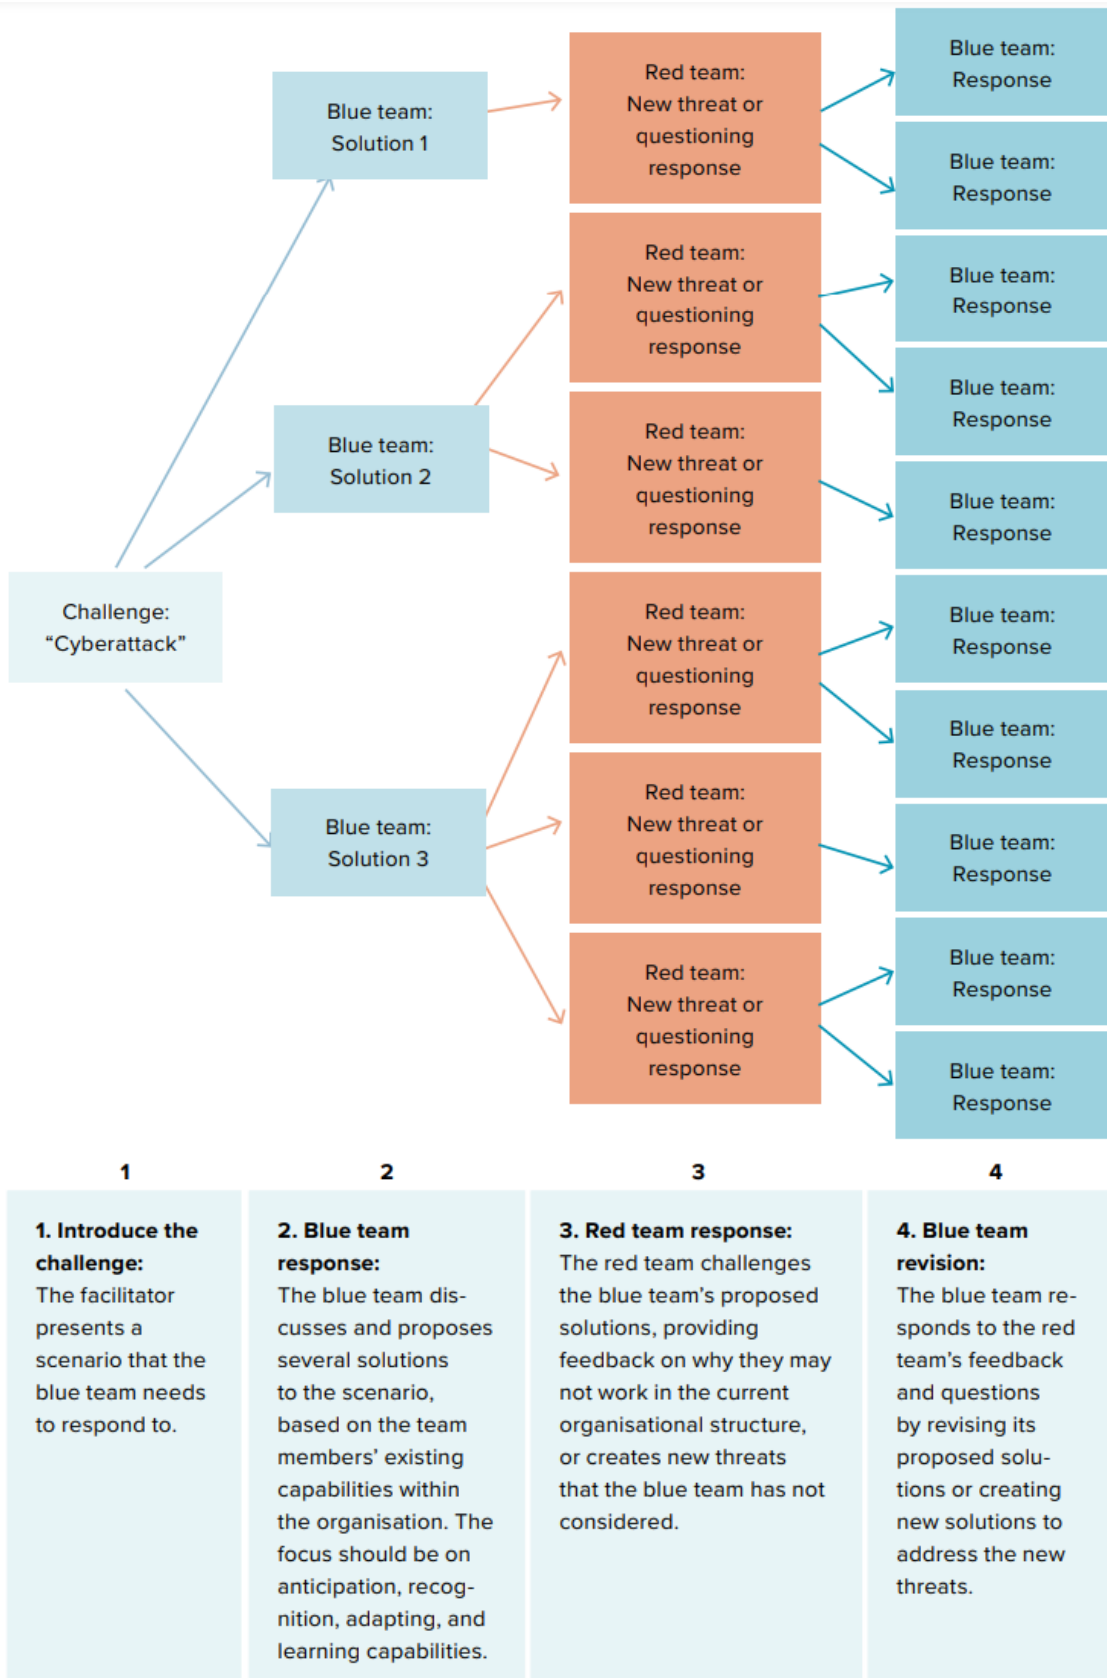 Blue team:
Solution 1
Red team:
New threat or
questioning
response
Blue team:
Response
Blue team:
Response
Blue team:
Solution 2
Red team:
New threat or
questioning
response
Blue team:
Response
Blue team:
Response
Red team:
New threat or
questioning
response
Blue team:
Response
Challenge:
“Cyberattack”
Blue team:
Solution 3
Red team:
New threat or
questioning
response
Blue team:
Response
Blue team:
Response
Red team:
New threat or
questioning
response
Blue team:
Response
Red team:
New threat or
questioning
response
Blue team:
Response
Blue team:
Response
1
1. Introduce the
challenge:
The facilitator
presents a
scenario that the
blue team needs
to respond to.
2
2. Blue team
response:
The blue team dis-
cusses and proposes
several solutions
to the scenario,
based on the team
members’ existing
capabilities within
the organisation. The
focus should be on
anticipation, recog-
nition, adapting, and
learning capabilities.
3
3. Red team response:
The red team challenges
the blue team’s proposed
solutions, providing
feedback on why they may
not work in the current
organisational structure,
or creates new threats
that the blue team has not
considered.
4
4. Blue team
revision:
The blue team re-
sponds to the red
team’s feedback
and questions
by revising its
proposed solu-
tions or creating
new solutions to
address the new
threats.